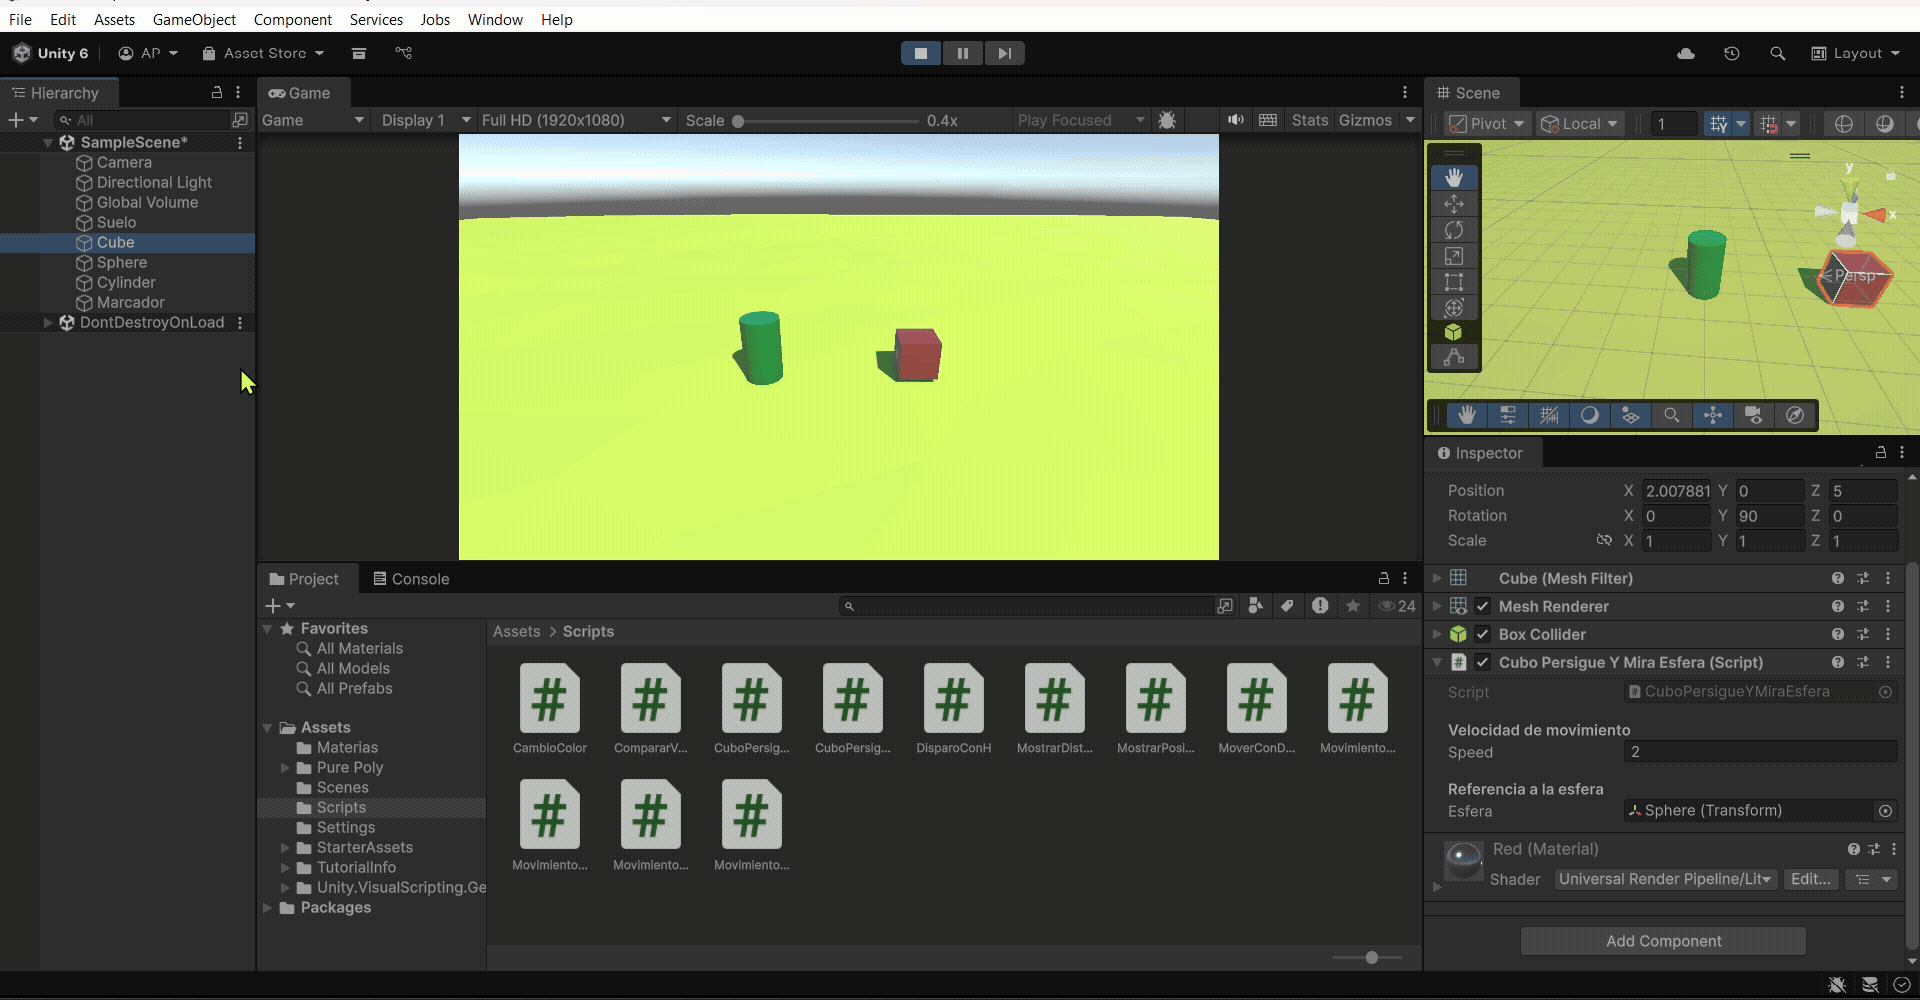 File Edit Assets GameObject Component Services Jobs Window Help
Unity 6 AP Asset Store Layout
Hierarchy
All
SampleScene*
Camera
Directional Light
Global Volume
Suelo
Cube
Sphere
Cylinder
Marcador
DontDestroyOnLoad
Game
Game Display 1 Full HD (1920x1080) Scale 0.4x Play Focused Stats Gizmos
Scene
Pivot Local 1
y
x
Persp
Project Console
24
Favorites
All Materials
All Models
All Prefabs
Assets
Materias
Pure Poly
Scenes
Scripts
Settings
StarterAssets
TutorialInfo
Unity.VisualScripting.Ge
Packages
Assets > Scripts
CambioColor CompararV... CuboPersig... CuboPersig... DisparoConH MostrarDist... MostrarPosi... MoverConD... Movimiento...
Movimiento... Movimiento... Movimiento...
Inspector
Position X 2.007881 Y 0 Z 5
Rotation X 0 Y 90 Z 0
Scale X 1 Y 1 Z 1
Cube (Mesh Filter)
Mesh Renderer
Box Collider
Cubo Persigue Y Mira Esfera (Script)
Script CuboPersigueYMiraEsfera
Velocidad de movimiento
Speed 2
Referencia a la esfera
Esfera Sphere (Transform)
Red (Material)
Shader Universal Render Pipeline/Lit Edit...
Add Component